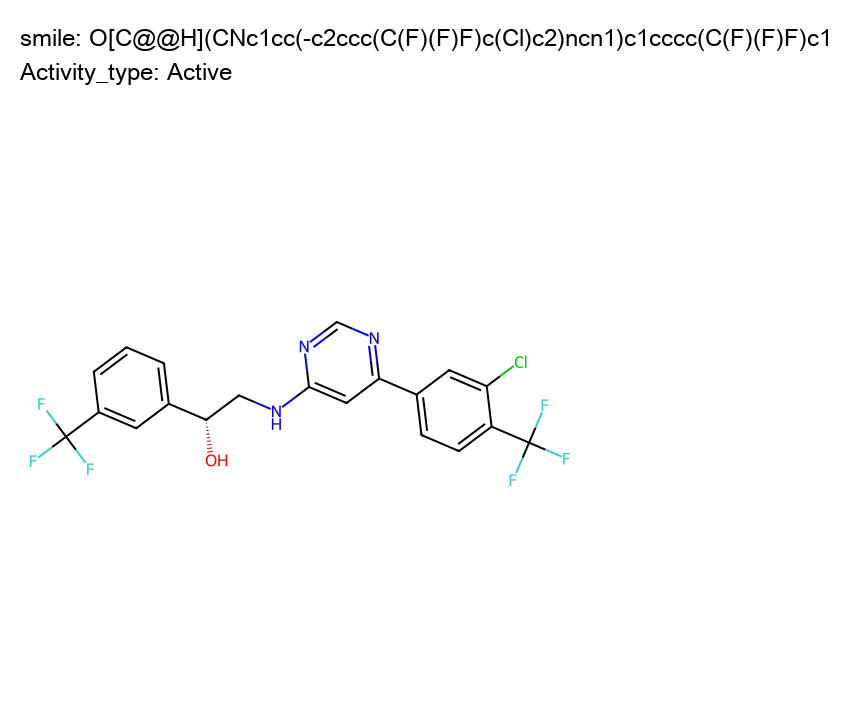 smile: O[C@@H](CNc1cc(-c2ccc(C(F)(F)F)c(Cl)c2)ncn1)c1cccc(C(F)(F)F)c1
Activity_type: Active
N
N
Cl
F
F
N
H
F
F
OH
F
F